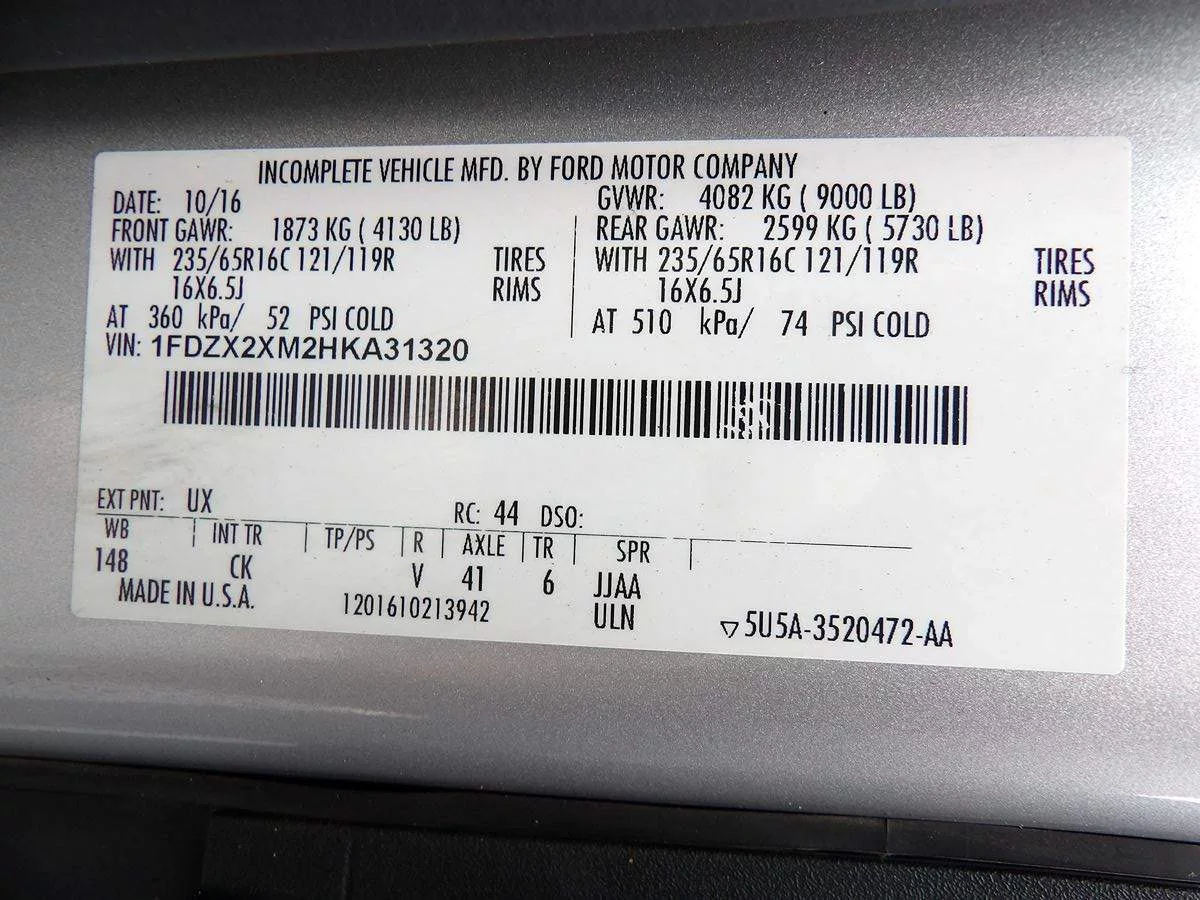 INCOMPLETE VEHICLE MFD. BY FORD MOTOR COMPANY
DATE: 10/16 GVWR: 4082 KG ( 9000 LB)
FRONT GAWR: 1873 KG ( 4130 LB) REAR GAWR: 2599 KG ( 5730 LB)
WITH 235/65R16C 121/119R TIRES WITH 235/65R16C 121/119R TIRES
16X6.5J RIMS 16X6.5J RIMS
AT 360 kPa/ 52 PSI COLD AT 510 kPa/ 74 PSI COLD
VIN: 1FDZX2XM2HKA31320
EXT PNT: UX RC: 44 DSO:
WB INT TR TP/PS R AXLE TR SPR
148 CK V 41 6 JJAA
MADE IN U.S.A. 1201610213942 ULN ▽5U5A-3520472-AA